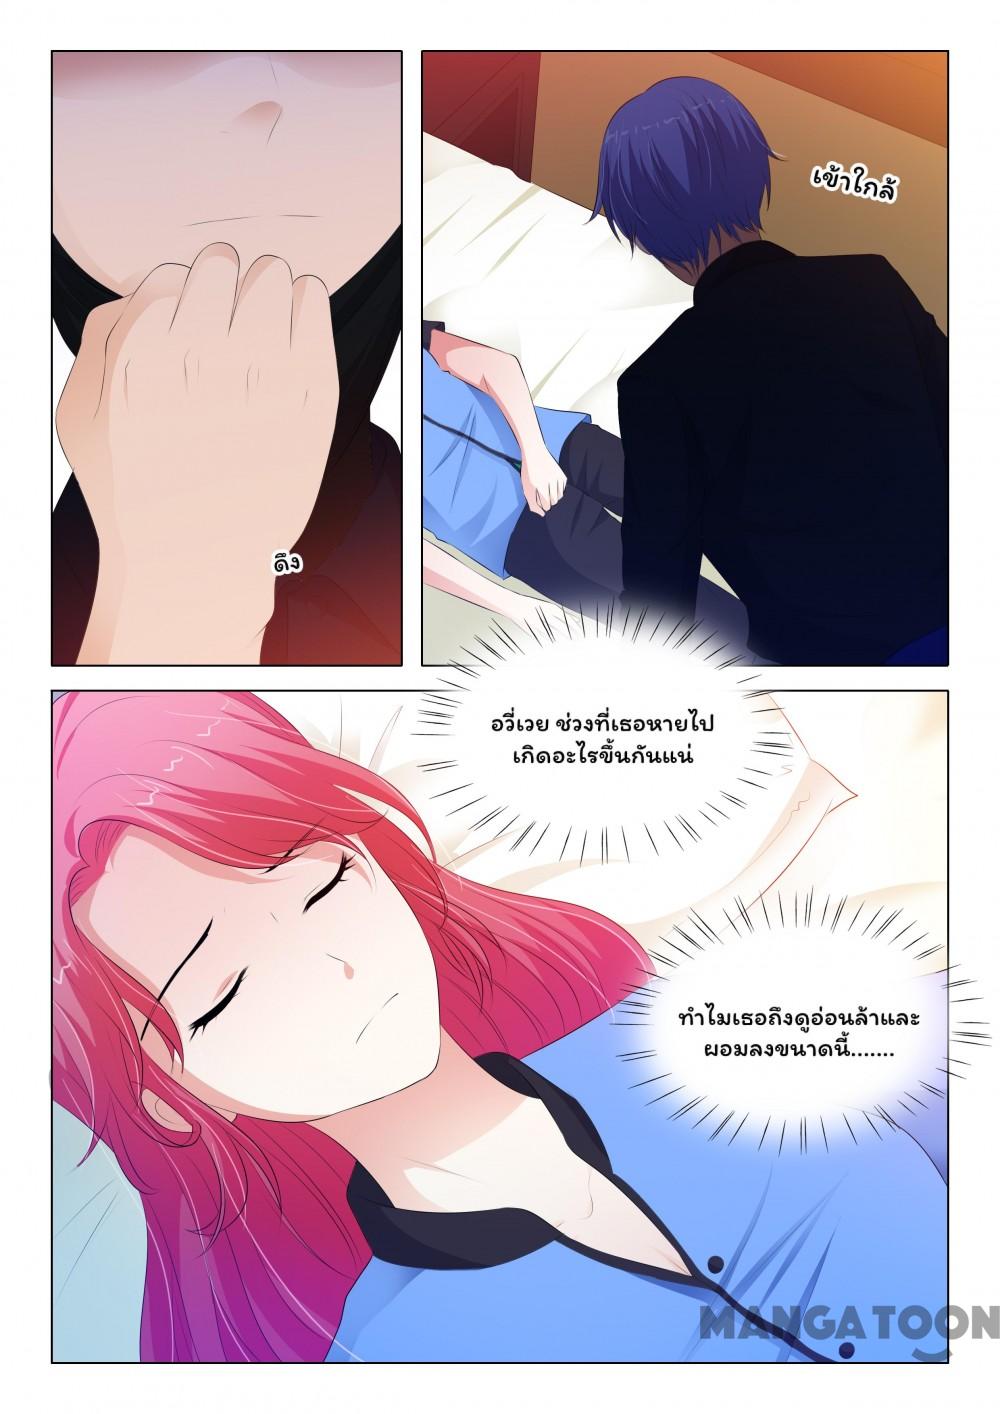 ดึง
เข้าใกล้
อวี่เวย ช่วงที่เธอหายไป
เกิดอะไรขึ้นกันแน่
ทำไมเธอถึงดูอ่อนล้าและ
ผอมลงขนาดนี้.......
MANGATOON